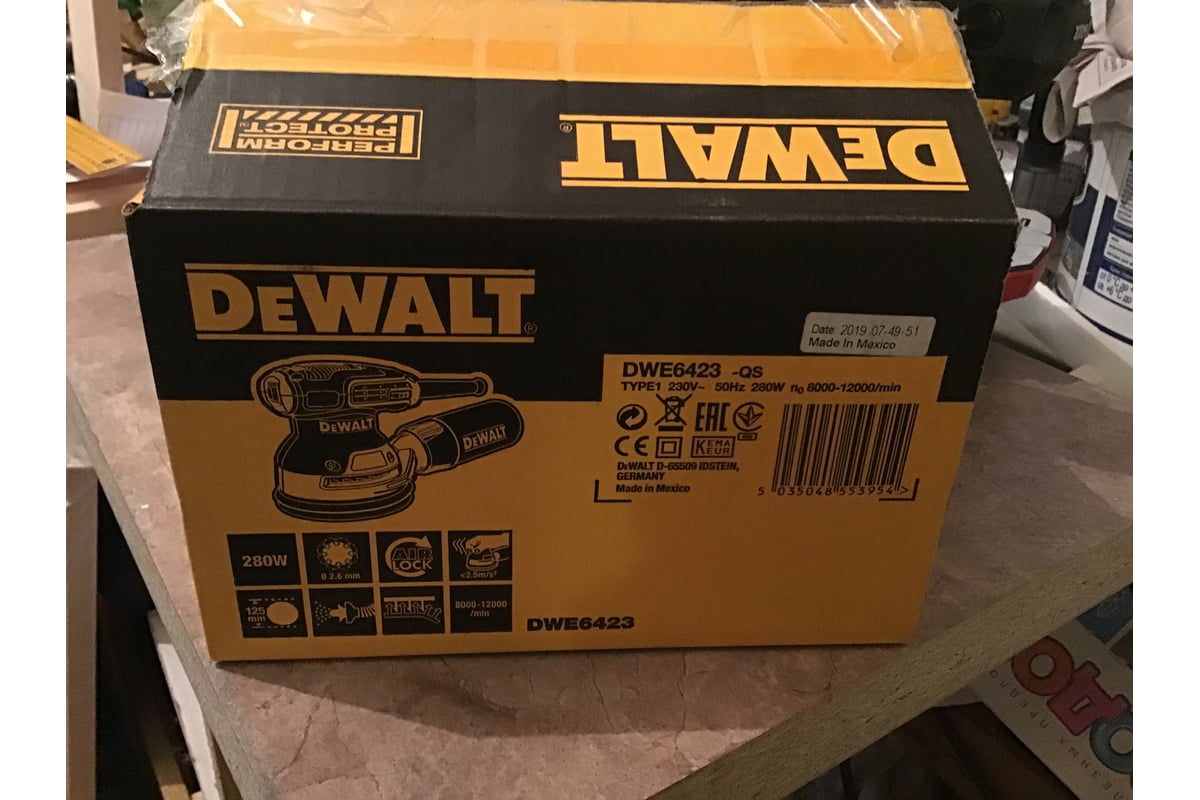 PERFORM
PROTECT™
DEWALT®
DEWALT®
Date: 2019 07-49-51
Made In Mexico
DWE6423 -QS
TYPE1 230V~ 50Hz 280W n₀ 8000-12000/min
EAC
CE
KEMA
KEUR
DEWALT D-65509 IDSTEIN,
GERMANY
Made in Mexico
5 035048 553954 >
DEWALT
DEWALT
280W
Ø 2.6 mm
AIR
LOCK
<2.5m/s²
125
mm
8000-12000
/min
DWE6423